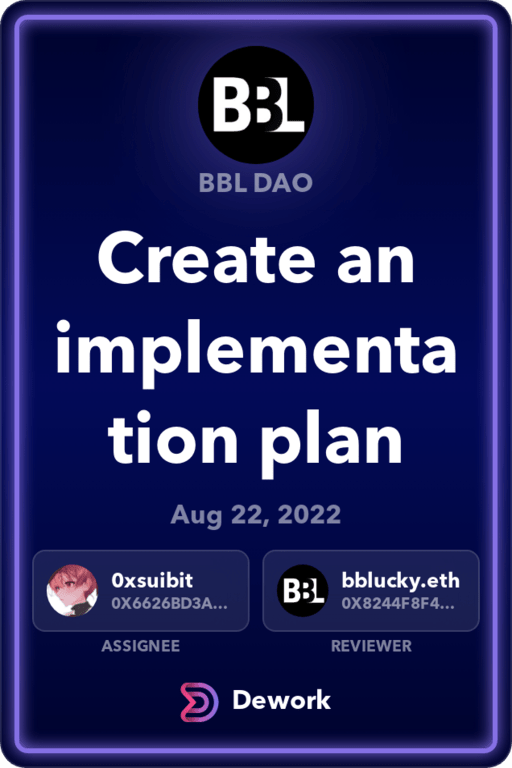 BBL
BBL DAO
Create an
implementa
tion plan
Aug 22, 2022
0xsuibit
0X6626BD3A...
ASSIGNEE
BBL
bblucky.eth
0X8244F8F4...
REVIEWER
Dework